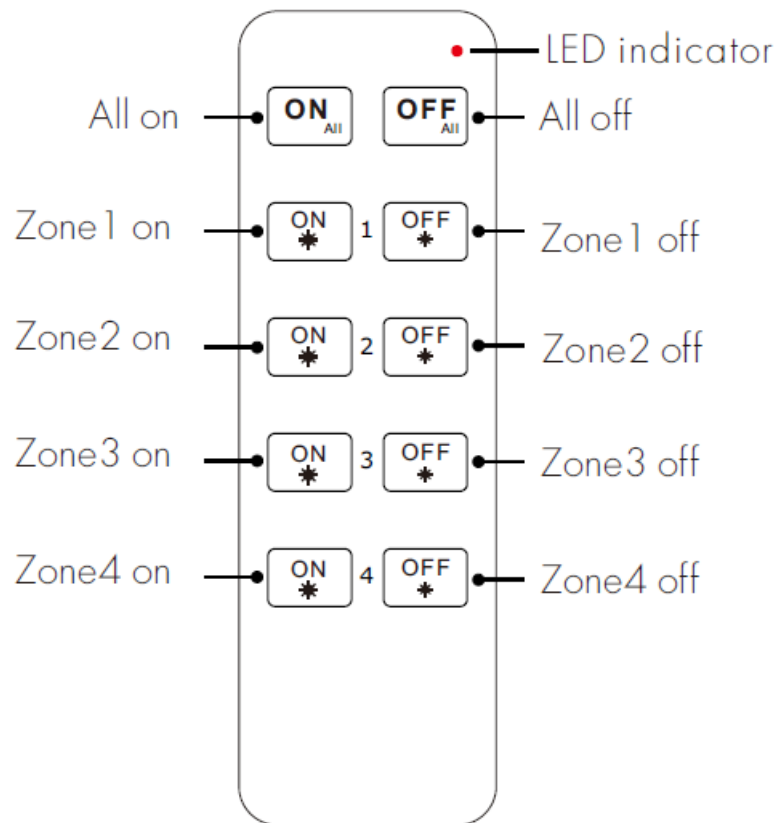 LED indicator
All on
ON All
OFF All
All off
Zone1 on
ON
1
OFF
Zone1 off
Zone2 on
ON
2
OFF
Zone2 off
Zone3 on
ON
3
OFF
Zone3 off
Zone4 on
ON
4
OFF
Zone4 off